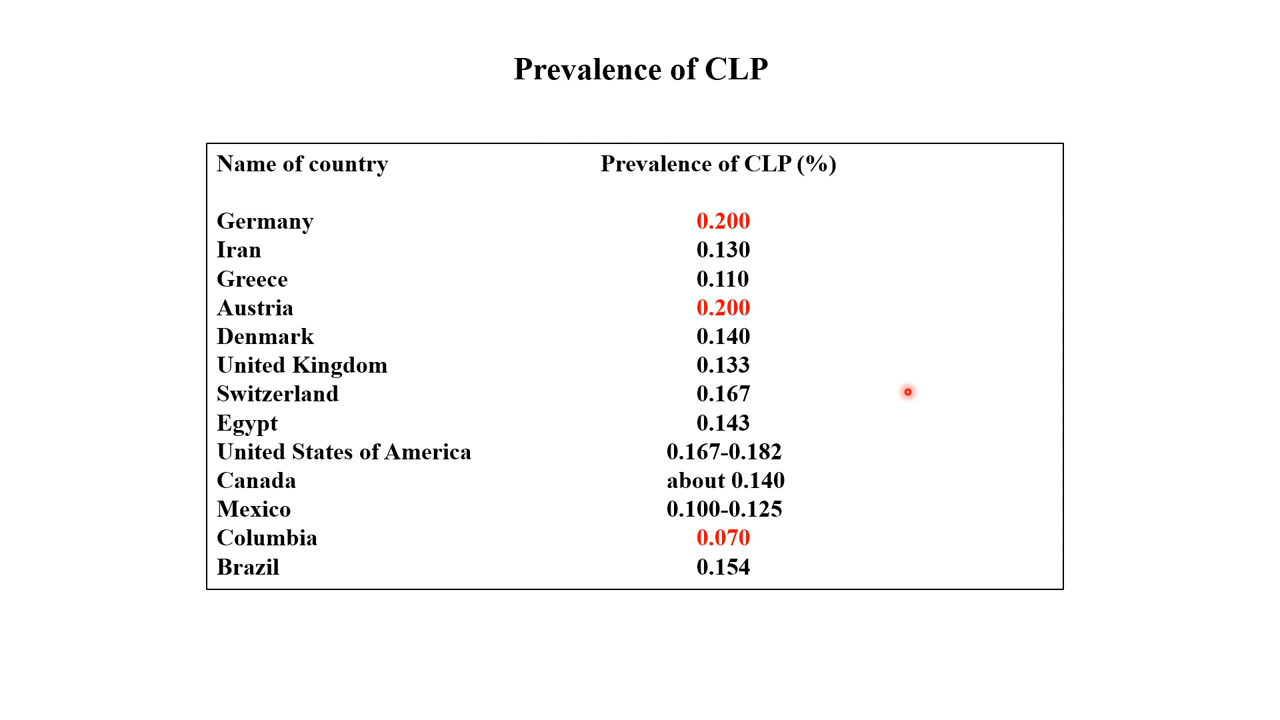 Prevalence of CLP
Name of country Prevalence of CLP (%)
Germany 0.200
Iran 0.130
Greece 0.110
Austria 0.200
Denmark 0.140
United Kingdom 0.133
Switzerland 0.167
Egypt 0.143
United States of America 0.167-0.182
Canada about 0.140
Mexico 0.100-0.125
Columbia 0.070
Brazil 0.154